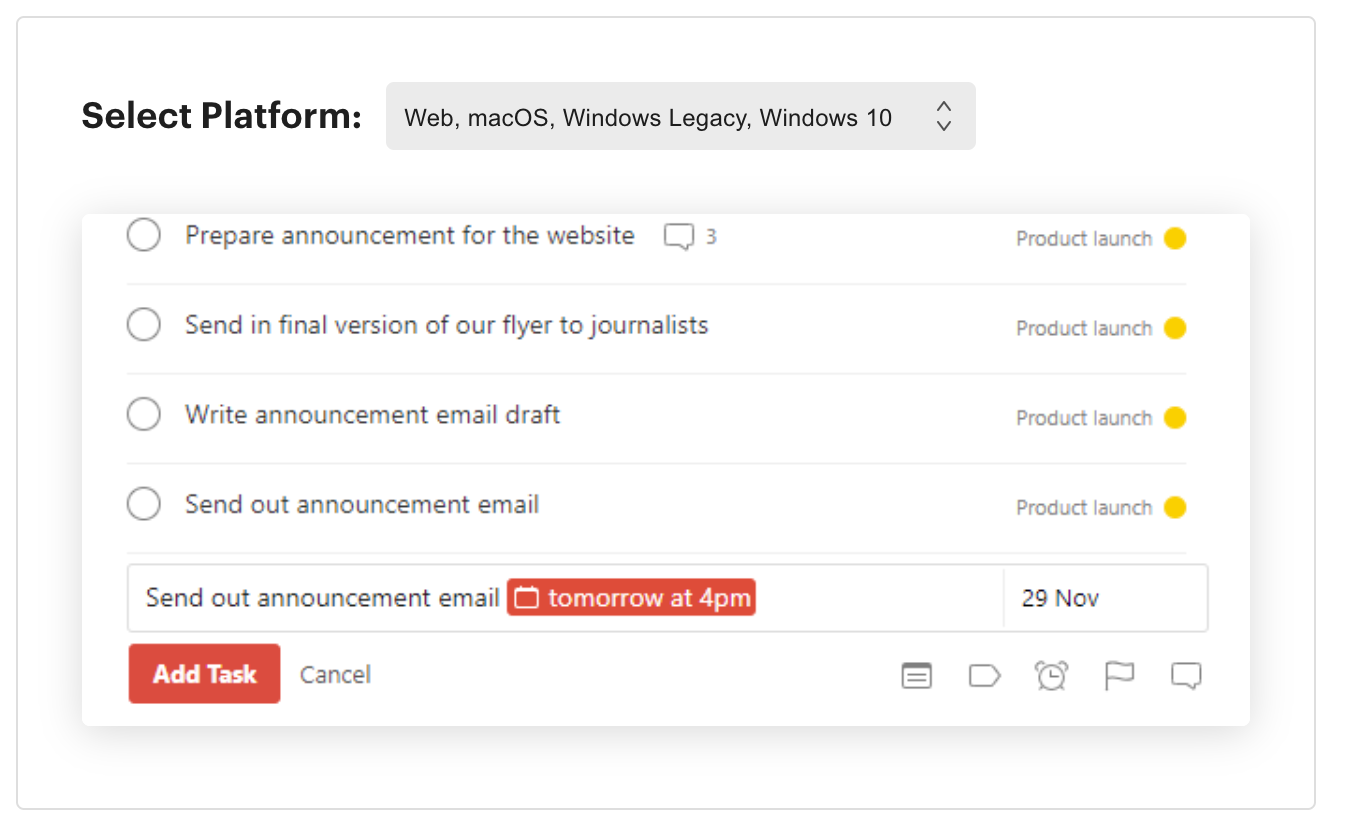 Select Platform: Web, macOS, Windows Legacy, Windows 10
Prepare announcement for the website 3 Product launch
Send in final version of our flyer to journalists Product launch
Write announcement email draft Product launch
Send out announcement email Product launch
Send out announcement email tomorrow at 4pm 29 Nov
Add Task Cancel